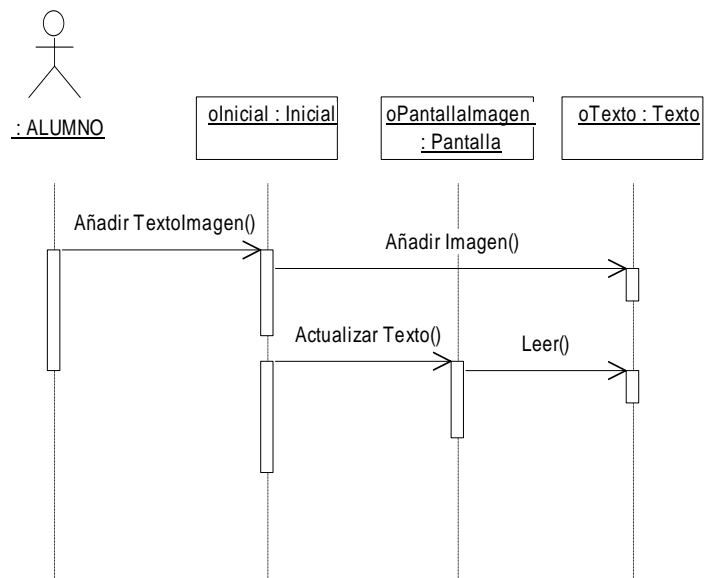 : ALUMNO
oInicial : Inicial
oPantallaImagen
: Pantalla
oTexto : Texto
Añadir TextoImagen()
Añadir Imagen()
Actualizar Texto()
Leer()